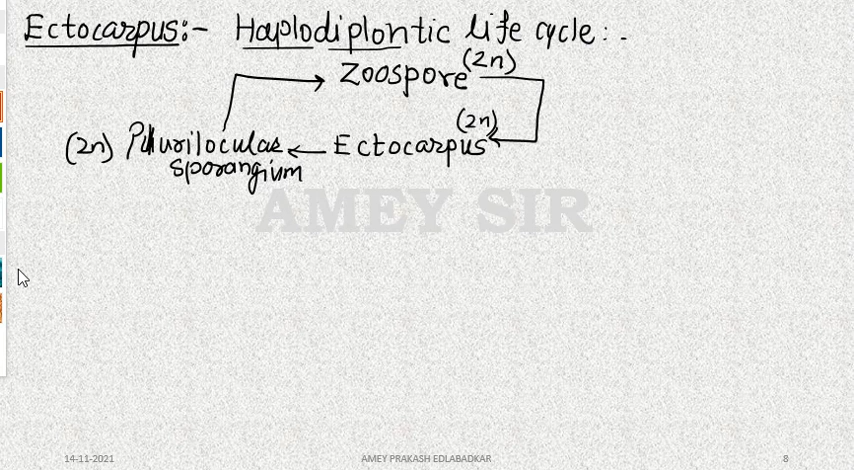 Ectocarpus:- Haplodiplontic life cycle:-
Zoospore (2n)
(2n) Pluriloculas ← Ectocarpus (2n)
sporangium
AMEY SIR
14-11-2021 AMEY PRAKASH EDLABADKAR 8